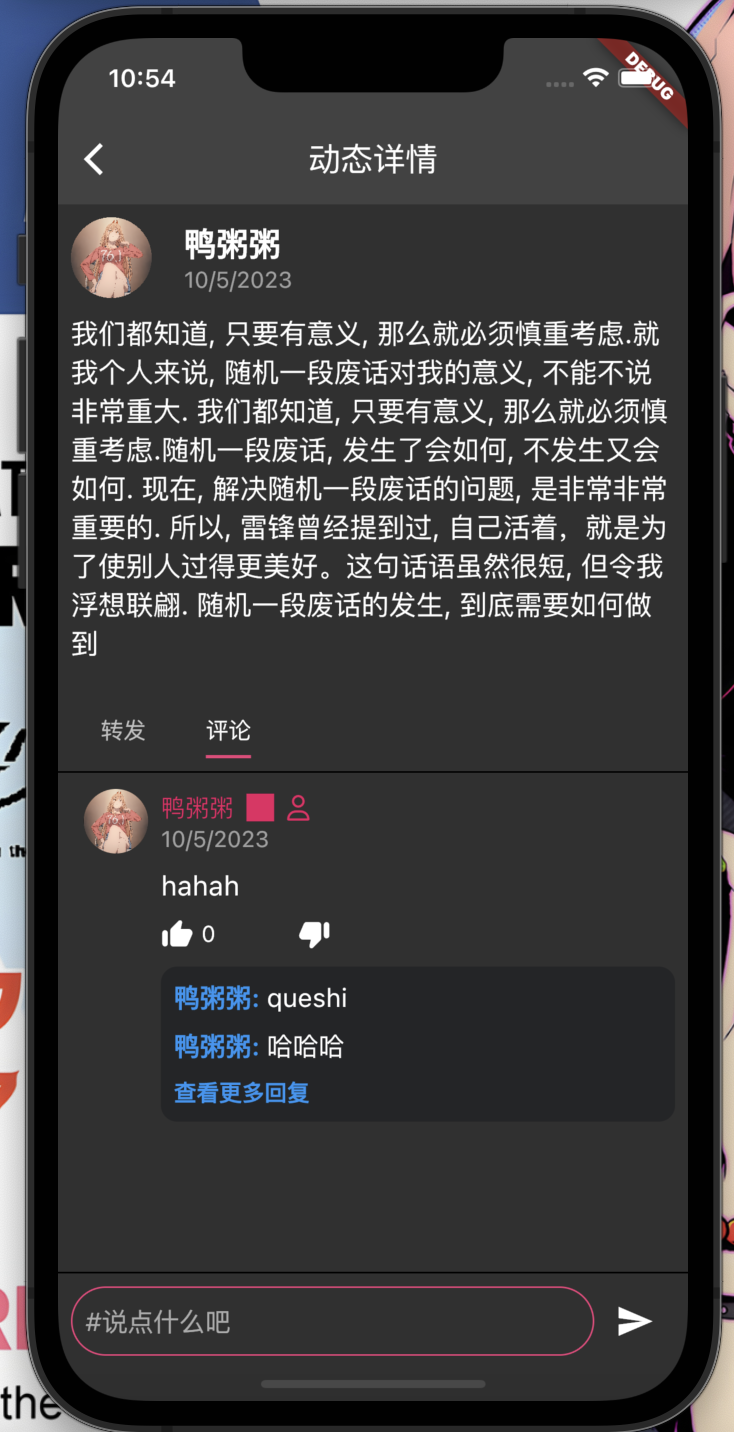 10:54
DEBUG
动态详情
鸭粥粥
10/5/2023
我们都知道, 只要有意义, 那么就必须慎重考虑.就
我个人来说, 随机一段废话对我的意义, 不能不说
非常重大. 我们都知道, 只要有意义, 那么就必须慎
重考虑.随机一段废话, 发生了会如何, 不发生又会
如何. 现在, 解决随机一段废话的问题, 是非常非常
重要的. 所以, 雷锋曾经提到过, 自己活着，就是为
了使别人过得更美好。这句话语虽然很短, 但令我
浮想联翩. 随机一段废话的发生, 到底需要如何做
到
转发 评论
鸭粥粥
10/5/2023
hahah
0
鸭粥粥: queshi
鸭粥粥: 哈哈哈
查看更多回复
#说点什么吧
the